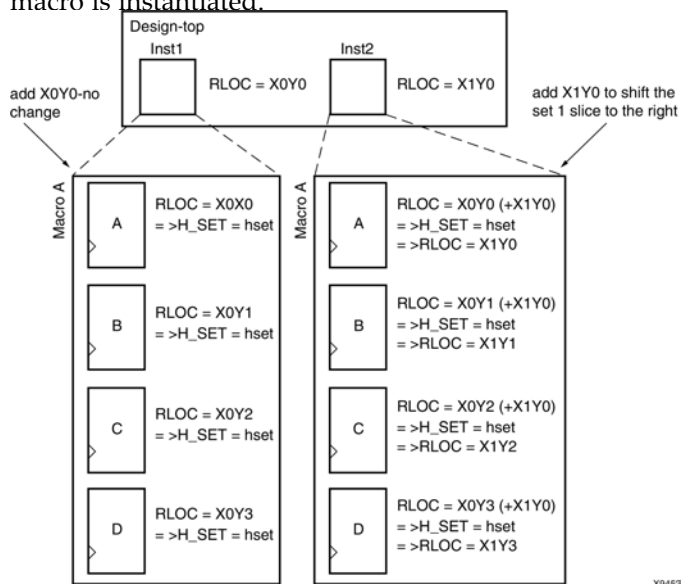 macro is instantiated.
Design-top
Inst1
Inst2
RLOC = X0Y0
RLOC = X1Y0
add X0Y0-no
change
add X1Y0 to shift the
set 1 slice to the right
Macro A
A
RLOC = X0X0
= >H_SET = hset
B
RLOC = X0Y1
= >H_SET = hset
C
RLOC = X0Y2
= >H_SET = hset
D
RLOC = X0Y3
= >H_SET = hset
Macro A
A
RLOC = X0Y0 (+X1Y0)
= >H_SET = hset
= >RLOC = X1Y0
B
RLOC = X0Y1 (+X1Y0)
= >H_SET = hset
= >RLOC = X1Y1
C
RLOC = X0Y2 (+X1Y0)
= >H_SET = hset
= >RLOC = X1Y2
D
RLOC = X0Y3 (+X1Y0)
= >H_SET = hset
= >RLOC = X1Y3